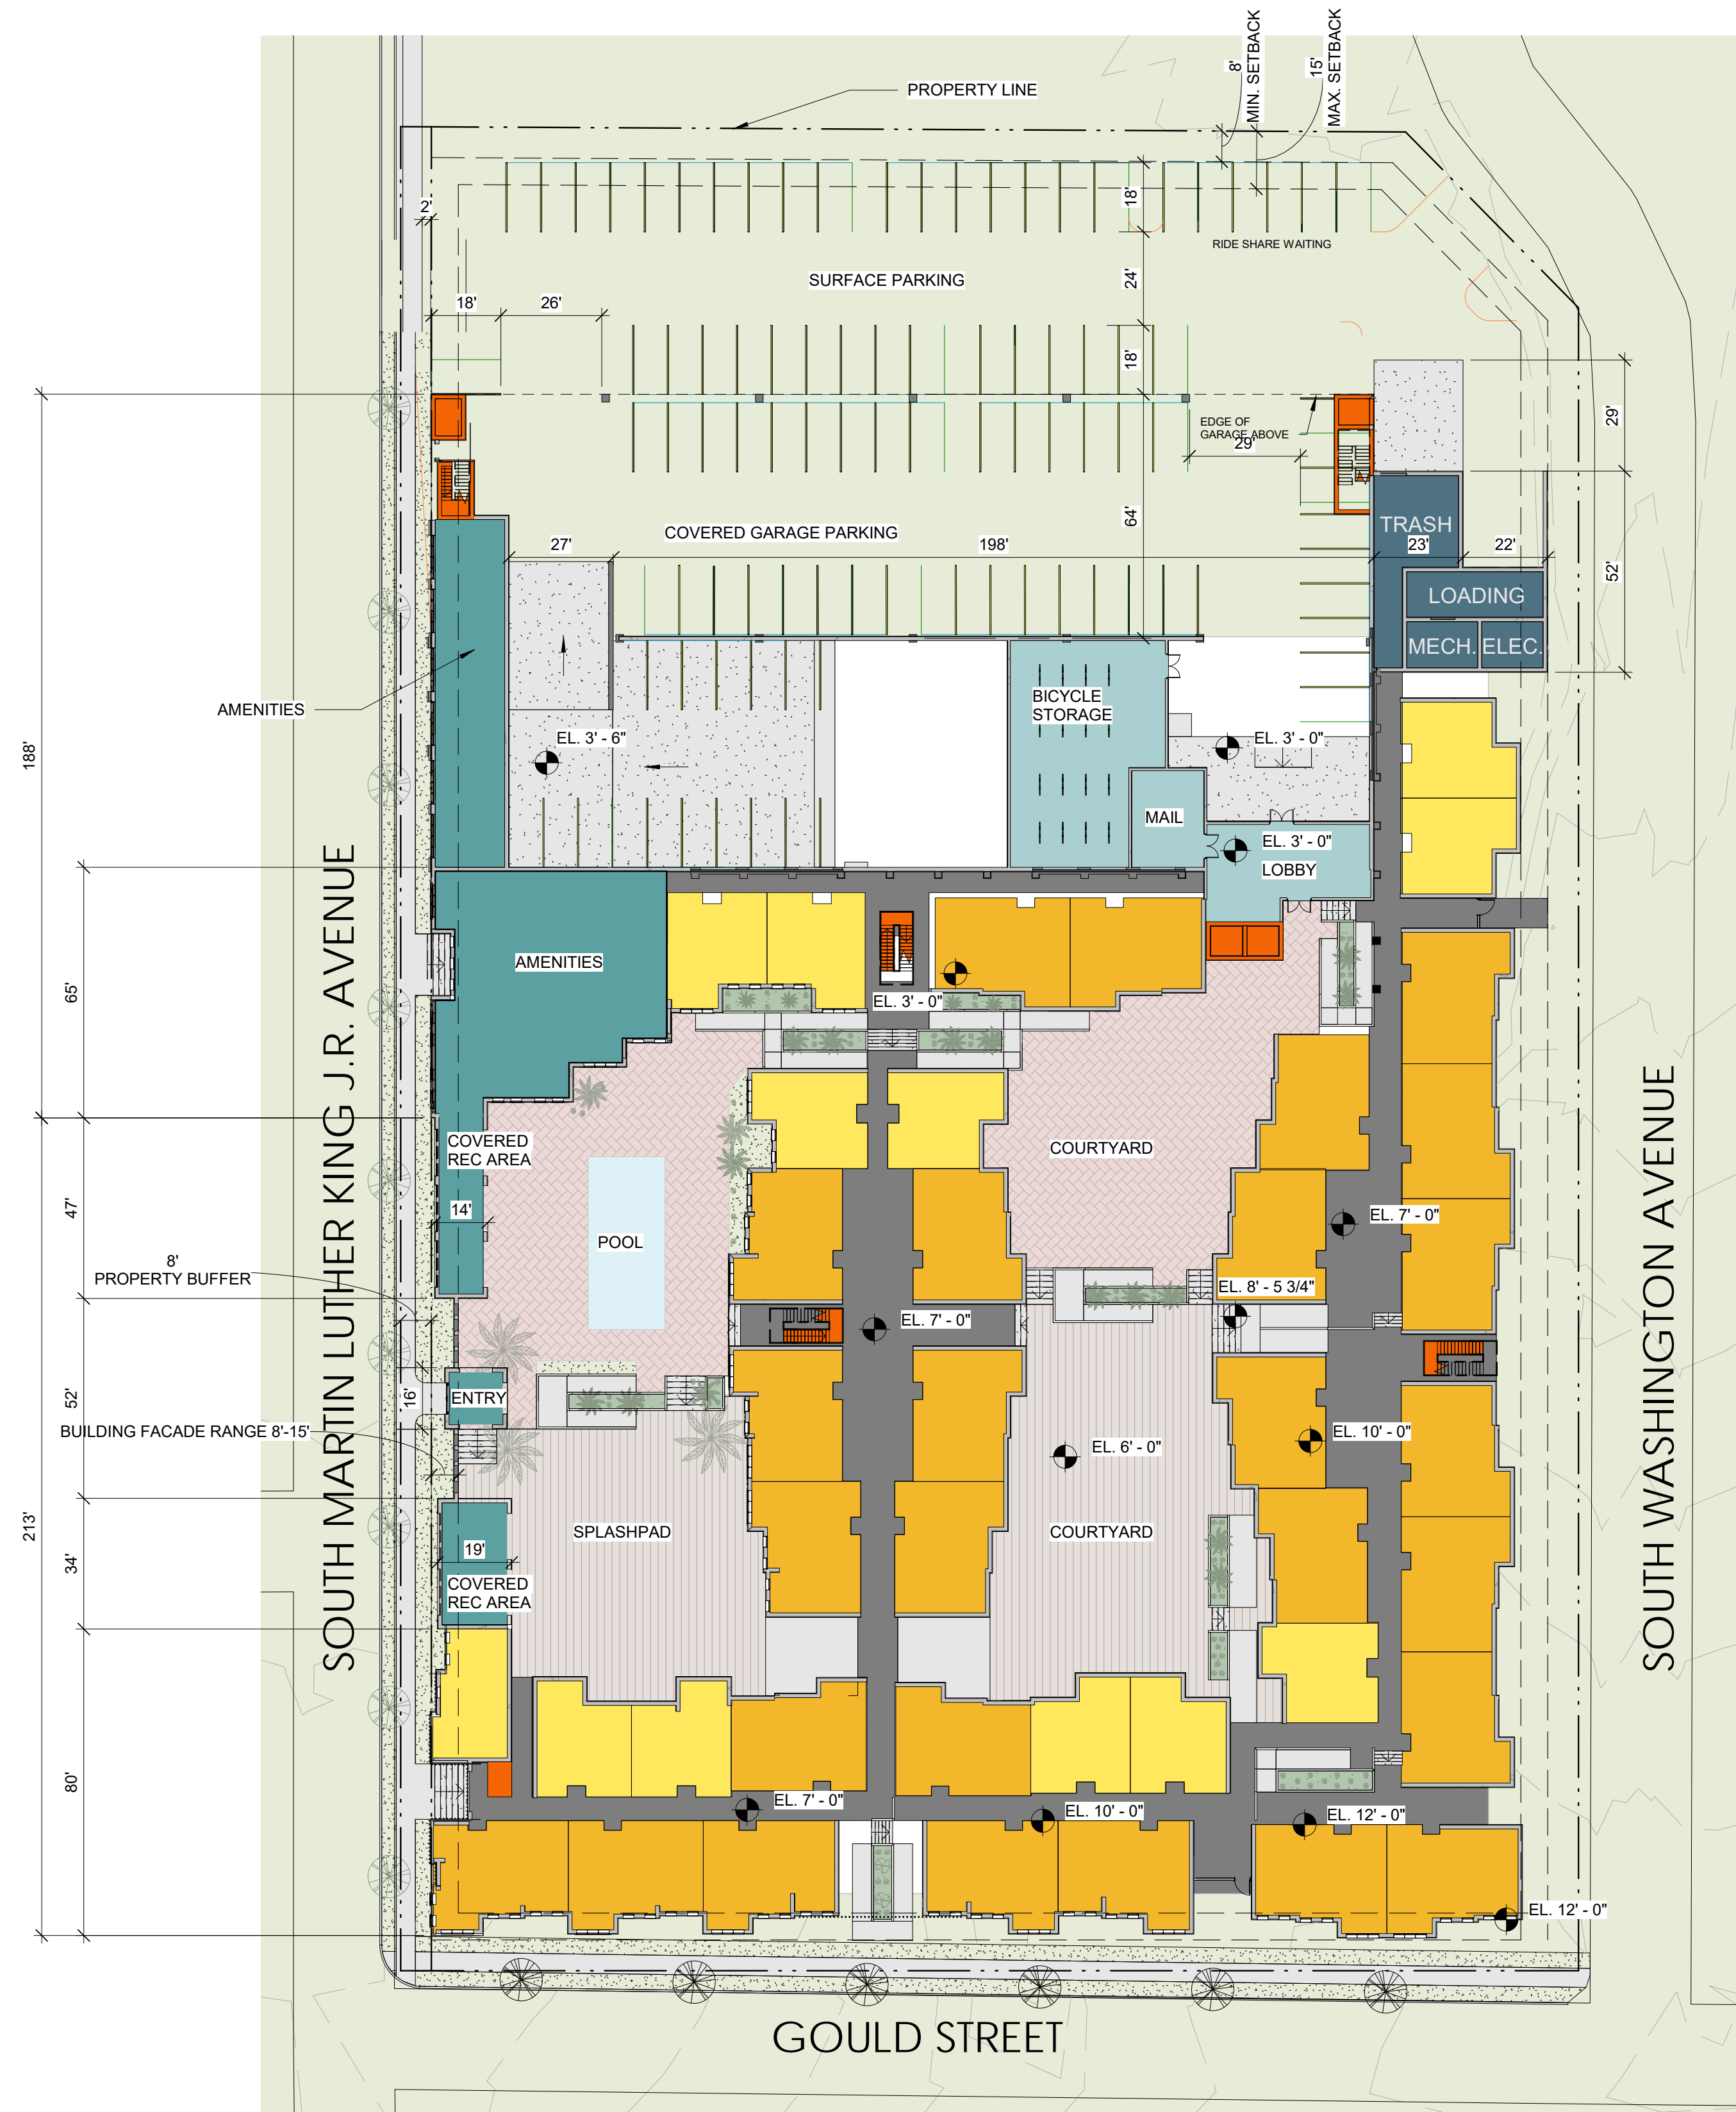 8'
MIN. SETBACK
15'
MAX. SETBACK
PROPERTY LINE
18'
2'
RIDE SHARE WAITING
SURFACE PARKING
24'
18'
26'
18'
EDGE OF
GARAGE ABOVE
29'
29'
COVERED GARAGE PARKING
64'
TRASH
27'
198'
23'
22'
52'
LOADING
MECH.
ELEC.
AMENITIES
BICYCLE
STORAGE
EL. 3' - 6"
EL. 3' - 0"
188'
MAIL
EL. 3' - 0"
LOBBY
AMENITIES
65'
EL. 3' - 0"
SOUTH MARTIN LUTHER KING J.R. AVENUE
SOUTH WASHINGTON AVENUE
COVERED
REC AREA
COURTYARD
47'
14'
EL. 7' - 0"
POOL
8'
PROPERTY BUFFER
EL. 8' - 5 3/4"
EL. 7' - 0"
52'
16'
ENTRY
BUILDING FACADE RANGE 8'-15'
EL. 10' - 0"
EL. 6' - 0"
213'
SPLASHPAD
COURTYARD
34'
19'
COVERED
REC AREA
80'
EL. 7' - 0"
EL. 10' - 0"
EL. 12' - 0"
EL. 12' - 0"
GOULD STREET